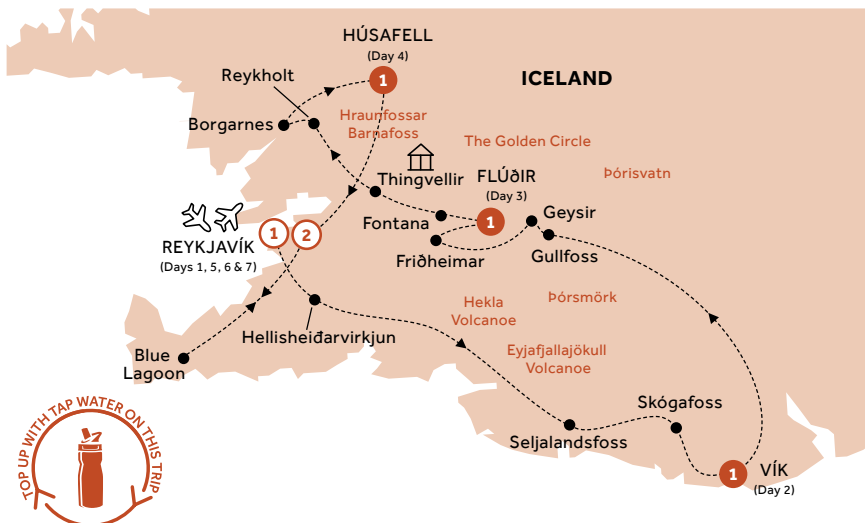 HÚSAFELL
(Day 4)
1
Reykholt
ICELAND
Borgarnes
Hraunfossar
Barnafoss
The Golden Circle
Thingvellir
FLÚðIR
(Day 3)
Þórisvatn
1
Geysir
Fontana
Gullfoss
Friðheimar
1
2
REYKJAVÍK
(Days 1, 5, 6 & 7)
Hekla
Volcanoe
Þórsmörk
Hellisheiðarvirkjun
Blue
Lagoon
Eyjafjallajökull
Volcanoe
Skógafoss
Seljalandsfoss
1
VÍK
(Day 2)
TOP UP WITH TAP WATER ON THIS TRIP